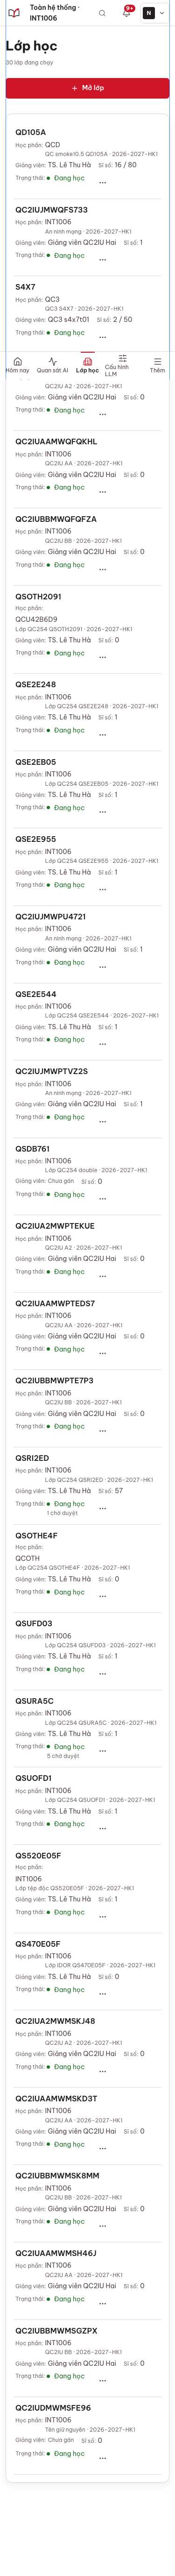 Toàn hệ thống ·
INT1006
9+
N
Lớp học
30 lớp đang chạy
+ Mở lớp
QD105A
Học phần: QCD
QC smoke10.5 QD105A · 2026-2027-HK1
Giảng viên: TS. Lê Thu Hà Sĩ số: 16 / 80
Trạng thái: Đang học
QC2IUJMWQFS733
Học phần: INT1006
An ninh mạng · 2026-2027-HK1
Giảng viên: Giảng viên QC2IU Hai Sĩ số: 1
Trạng thái: Đang học
S4X7
Học phần: QC3
QC3 S4X7 · 2026-2027-HK1
Giảng viên: QC3 s4x7t01 Sĩ số: 2 / 50
Trạng thái: Đang học
Hôm nay Quan sát AI Lớp học Cấu hình LLM Thêm
QC2IU A2 · 2026-2027-HK1
Giảng viên: Giảng viên QC2IU Hai Sĩ số: 0
Trạng thái: Đang học
QC2IUAAMWQFQKHL
Học phần: INT1006
QC2IU AA · 2026-2027-HK1
Giảng viên: Giảng viên QC2IU Hai Sĩ số: 0
Trạng thái: Đang học
QC2IUBBMWQFQFZA
Học phần: INT1006
QC2IU BB · 2026-2027-HK1
Giảng viên: Giảng viên QC2IU Hai Sĩ số: 0
Trạng thái: Đang học
QSOTH2091
Học phần:
QCU42B6D9
Lớp QC2S4 QSOTH2091 · 2026-2027-HK1
Giảng viên: TS. Lê Thu Hà Sĩ số: 0
Trạng thái: Đang học
QSE2E248
Học phần: INT1006
Lớp QC2S4 QSE2E248 · 2026-2027-HK1
Giảng viên: TS. Lê Thu Hà Sĩ số: 1
Trạng thái: Đang học
QSE2EB05
Học phần: INT1006
Lớp QC2S4 QSE2EB05 · 2026-2027-HK1
Giảng viên: TS. Lê Thu Hà Sĩ số: 1
Trạng thái: Đang học
QSE2E955
Học phần: INT1006
Lớp QC2S4 QSE2E955 · 2026-2027-HK1
Giảng viên: TS. Lê Thu Hà Sĩ số: 1
Trạng thái: Đang học
QC2IUJMWPU4721
Học phần: INT1006
An ninh mạng · 2026-2027-HK1
Giảng viên: Giảng viên QC2IU Hai Sĩ số: 1
Trạng thái: Đang học
QSE2E544
Học phần: INT1006
Lớp QC2S4 QSE2E544 · 2026-2027-HK1
Giảng viên: TS. Lê Thu Hà Sĩ số: 1
Trạng thái: Đang học
QC2IUJMWPTVZ2S
Học phần: INT1006
An ninh mạng · 2026-2027-HK1
Giảng viên: Giảng viên QC2IU Hai Sĩ số: 1
Trạng thái: Đang học
QSDB761
Học phần: INT1006
Lớp QC2S4 double · 2026-2027-HK1
Giảng viên: Chưa gán Sĩ số: 0
Trạng thái: Đang học
QC2IUA2MWPTEKUE
Học phần: INT1006
QC2IU A2 · 2026-2027-HK1
Giảng viên: Giảng viên QC2IU Hai Sĩ số: 0
Trạng thái: Đang học
QC2IUAAMWPTEDS7
Học phần: INT1006
QC2IU AA · 2026-2027-HK1
Giảng viên: Giảng viên QC2IU Hai Sĩ số: 0
Trạng thái: Đang học
QC2IUBBMWPTE7P3
Học phần: INT1006
QC2IU BB · 2026-2027-HK1
Giảng viên: Giảng viên QC2IU Hai Sĩ số: 0
Trạng thái: Đang học
QSRI2ED
Học phần: INT1006
Lớp QC2S4 QSRI2ED · 2026-2027-HK1
Giảng viên: TS. Lê Thu Hà Sĩ số: 57
Trạng thái: Đang học
1 chờ duyệt
QSOTHE4F
Học phần:
QCOTH
Lớp QC2S4 QSOTHE4F · 2026-2027-HK1
Giảng viên: TS. Lê Thu Hà Sĩ số: 0
Trạng thái: Đang học
QSUFD03
Học phần: INT1006
Lớp QC2S4 QSUFD03 · 2026-2027-HK1
Giảng viên: TS. Lê Thu Hà Sĩ số: 1
Trạng thái: Đang học
QSURA5C
Học phần: INT1006
Lớp QC2S4 QSURA5C · 2026-2027-HK1
Giảng viên: TS. Lê Thu Hà Sĩ số: 1
Trạng thái: Đang học
5 chờ duyệt
QSUOFD1
Học phần: INT1006
Lớp QC2S4 QSUOFD1 · 2026-2027-HK1
Giảng viên: TS. Lê Thu Hà Sĩ số: 1
Trạng thái: Đang học
QS520E05F
Học phần:
INT1006
Lớp tệp độc QS520E05F · 2026-2027-HK1
Giảng viên: TS. Lê Thu Hà Sĩ số: 1
Trạng thái: Đang học
QS470E05F
Học phần: INT1006
Lớp IDOR QS470E05F · 2026-2027-HK1
Giảng viên: TS. Lê Thu Hà Sĩ số: 0
Trạng thái: Đang học
QC2IUA2MWMSKJ48
Học phần: INT1006
QC2IU A2 · 2026-2027-HK1
Giảng viên: Giảng viên QC2IU Hai Sĩ số: 0
Trạng thái: Đang học
QC2IUAAMWMSKD3T
Học phần: INT1006
QC2IU AA · 2026-2027-HK1
Giảng viên: Giảng viên QC2IU Hai Sĩ số: 0
Trạng thái: Đang học
QC2IUBBMWMSK8MM
Học phần: INT1006
QC2IU BB · 2026-2027-HK1
Giảng viên: Giảng viên QC2IU Hai Sĩ số: 0
Trạng thái: Đang học
QC2IUAAMWMSH46J
Học phần: INT1006
QC2IU AA · 2026-2027-HK1
Giảng viên: Giảng viên QC2IU Hai Sĩ số: 0
Trạng thái: Đang học
QC2IUBBMWMSGZPX
Học phần: INT1006
QC2IU BB · 2026-2027-HK1
Giảng viên: Giảng viên QC2IU Hai Sĩ số: 0
Trạng thái: Đang học
QC2IUDMWMSFE96
Học phần: INT1006
Tên giữ nguyên · 2026-2027-HK1
Giảng viên: Chưa gán Sĩ số: 0
Trạng thái: Đang học